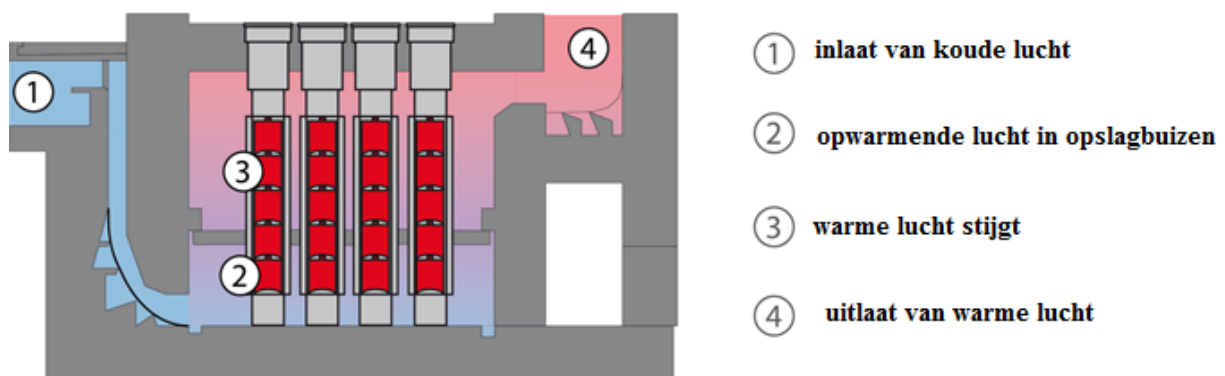 1
4
3
2
1 inlaat van koude lucht
2 opwarmende lucht in opslagbuizen
3 warme lucht stijgt
4 uitlaat van warme lucht